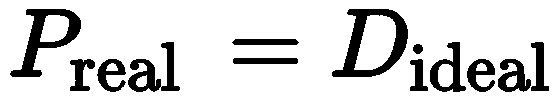 P_real = D_ideal